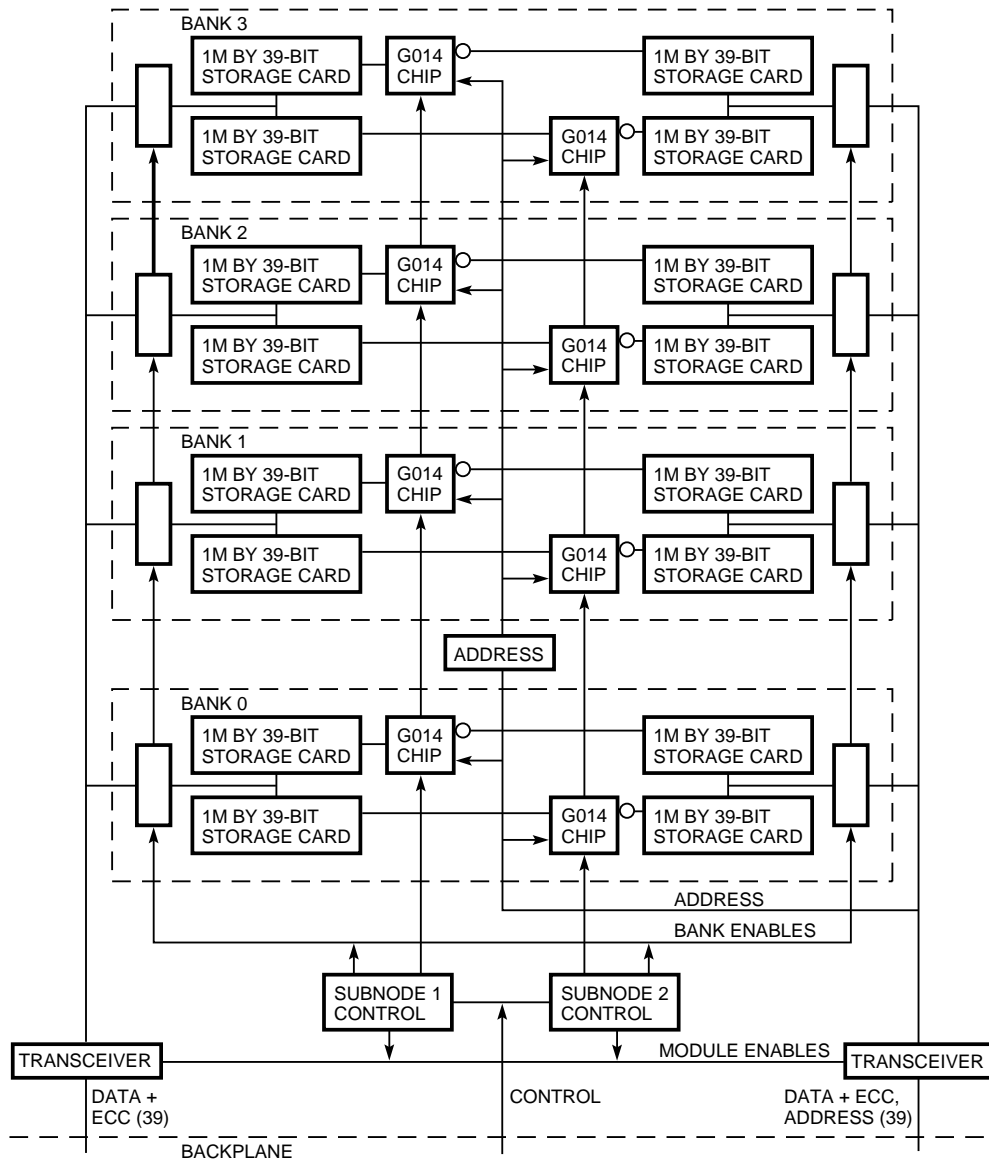 BANK 3
1M BY 39-BIT
STORAGE CARD
G014
CHIP
1M BY 39-BIT
STORAGE CARD
1M BY 39-BIT
STORAGE CARD
G014
CHIP
1M BY 39-BIT
STORAGE CARD
BANK 2
1M BY 39-BIT
STORAGE CARD
G014
CHIP
1M BY 39-BIT
STORAGE CARD
1M BY 39-BIT
STORAGE CARD
G014
CHIP
1M BY 39-BIT
STORAGE CARD
BANK 1
1M BY 39-BIT
STORAGE CARD
G014
CHIP
1M BY 39-BIT
STORAGE CARD
1M BY 39-BIT
STORAGE CARD
G014
CHIP
1M BY 39-BIT
STORAGE CARD
ADDRESS
BANK 0
1M BY 39-BIT
STORAGE CARD
G014
CHIP
1M BY 39-BIT
STORAGE CARD
1M BY 39-BIT
STORAGE CARD
G014
CHIP
1M BY 39-BIT
STORAGE CARD
ADDRESS
BANK ENABLES
SUBNODE 1
CONTROL
SUBNODE 2
CONTROL
TRANSCEIVER
MODULE ENABLES
TRANSCEIVER
DATA +
ECC (39)
CONTROL
DATA + ECC,
ADDRESS (39)
BACKPLANE